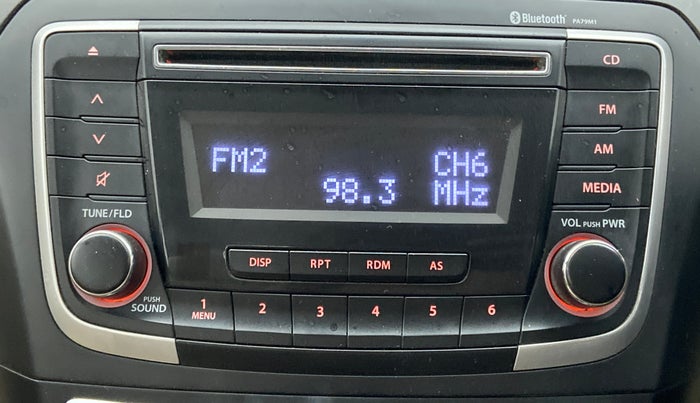 Bluetooth PA79M1
CD
FM
AM
MEDIA
FM2 CH6
98.3 MHz
TUNE/FLD
VOL PUSH PWR
DISP RPT RDM AS
PUSH
SOUND
1 2 3 4 5 6
MENU